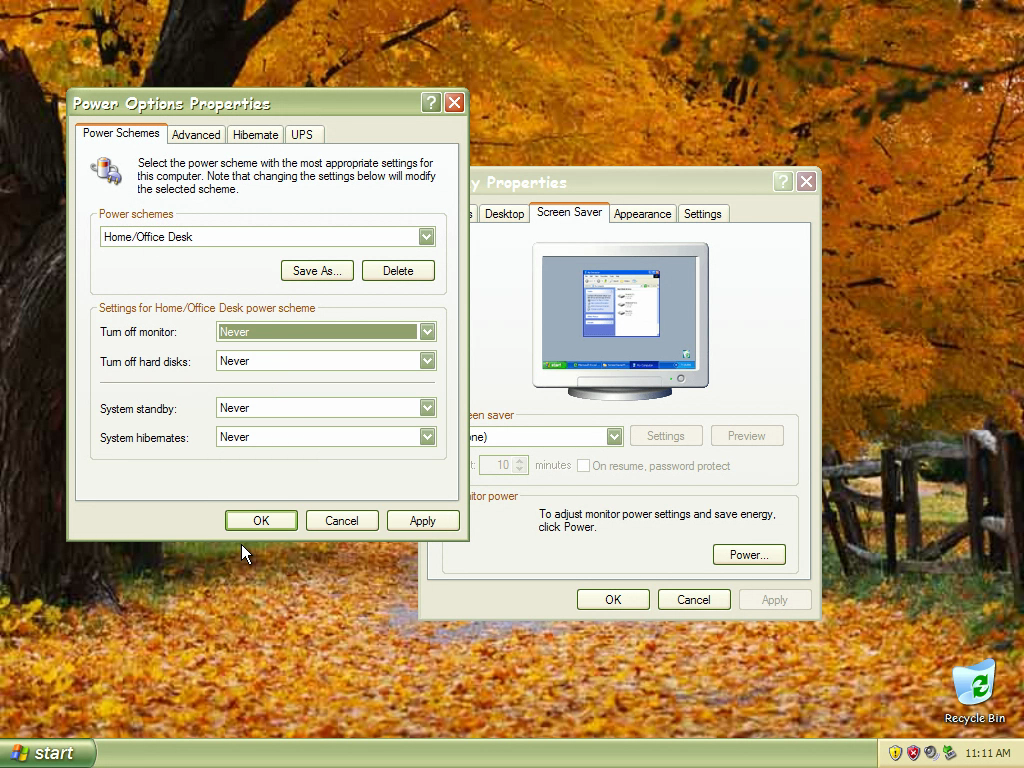 Power Options Properties
Power Schemes
Advanced
Hibernate
UPS
Select the power scheme with the most appropriate settings for
this computer. Note that changing the settings below will modify
the selected scheme.
Power schemes
Home/Office Desk
Save As...
Delete
Settings for Home/Office Desk power scheme
Turn off monitor:
Never
Turn off hard disks:
Never
System standby:
Never
System hibernates:
Never
OK
Cancel
Apply
y Properties
s
Desktop
Screen Saver
Appearance
Settings
een saver
one)
Settings
Preview
t:
10
minutes
On resume, password protect
itor power
To adjust monitor power settings and save energy,
click Power.
Power...
OK
Cancel
Apply
Recycle Bin
start
11:11 AM